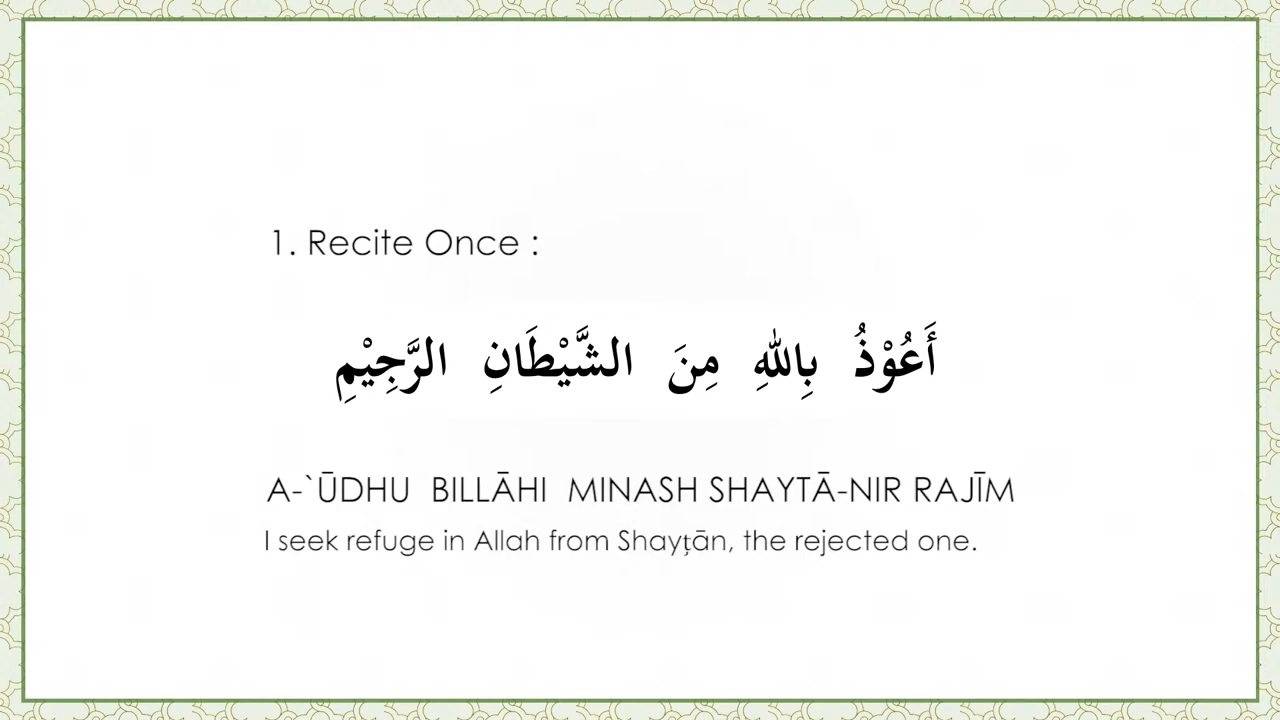 1. Recite Once :
أَعُوْذُ بِاللهِ مِنَ الشَّيْطَانِ الرَّجِيْمِ
A-`ŪDHU BILLĀHI MINASH SHAYTĀ-NIR RAJĪM
I seek refuge in Allah from Shayṭān, the rejected one.